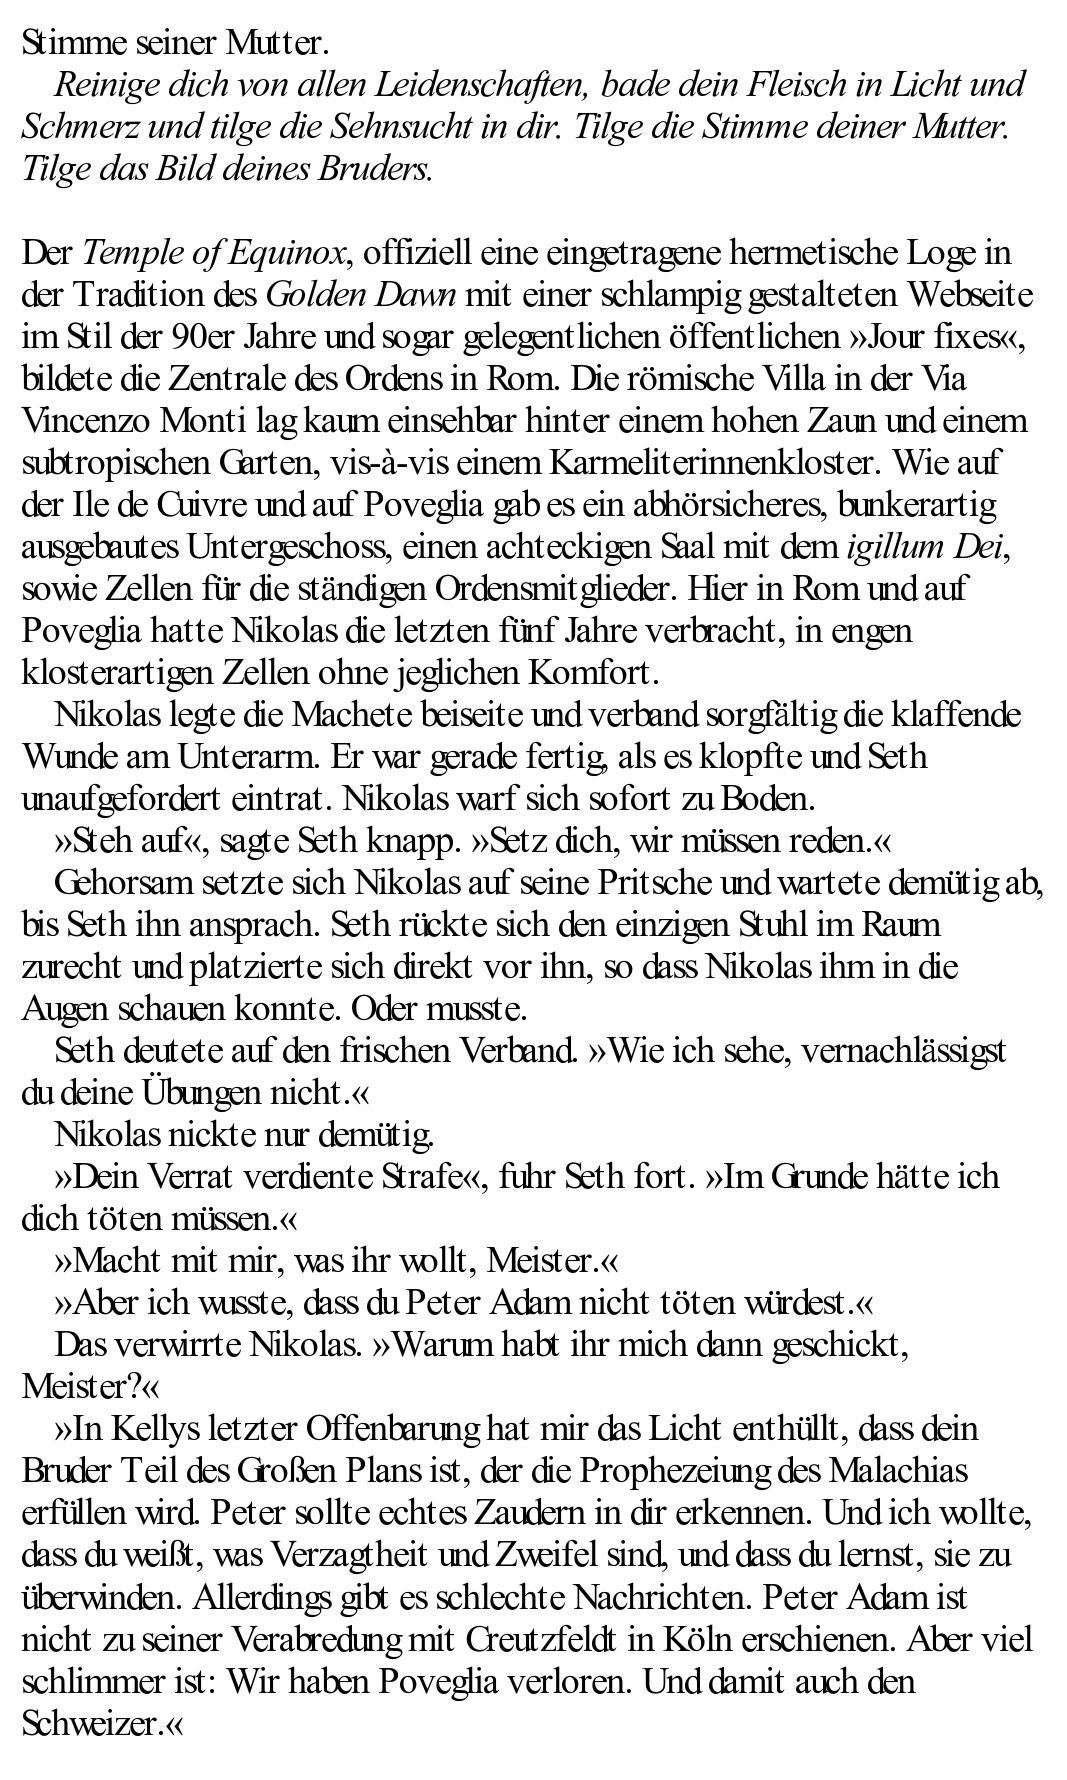 Stimme seiner Mutter.
Reinige dich von allen Leidenschaften, bade dein Fleisch in Licht und
Schmerz und tilge die Sehnsucht in dir. Tilge die Stimme deiner Mutter.
Tilge das Bild deines Bruders.
Der Temple of Equinox, offiziell eine eingetragene hermetische Loge in
der Tradition des Golden Dawn mit einer schlampig gestalteten Webseite
im Stil der 90er Jahre und sogar gelegentlichen öffentlichen »Jour fixes«,
bildete die Zentrale des Ordens in Rom. Die römische Villa in der Via
Vincenzo Monti lag kaum einsehbar hinter einem hohen Zaun und einem
subtropischen Garten, vis-à-vis einem Karmeliterinnenkloster. Wie auf
der Ile de Cuivre und auf Poveglia gab es ein abhörsicheres, bunkerartig
ausgebautes Untergeschoss, einen achteckigen Saal mit dem igillum Dei,
sowie Zellen für die ständigen Ordensmitglieder. Hier in Rom und auf
Poveglia hatte Nikolas die letzten fünf Jahre verbracht, in engen
klosterartigen Zellen ohne jeglichen Komfort.
Nikolas legte die Machete beiseite und verband sorgfältig die klaffende
Wunde am Unterarm. Er war gerade fertig, als es klopfte und Seth
unaufgefordert eintrat. Nikolas warf sich sofort zu Boden.
»Steh auf«, sagte Seth knapp. »Setz dich, wir müssen reden.«
Gehorsam setzte sich Nikolas auf seine Pritsche und wartete demütig ab,
bis Seth ihn ansprach. Seth rückte sich den einzigen Stuhl im Raum
zurecht und platzierte sich direkt vor ihn, so dass Nikolas ihm in die
Augen schauen konnte. Oder musste.
Seth deutete auf den frischen Verband. »Wie ich sehe, vernachlässigst
du deine Übungen nicht.«
Nikolas nickte nur demütig.
»Dein Verrat verdiente Strafe«, fuhr Seth fort. »Im Grunde hätte ich
dich töten müssen.«
»Macht mit mir, was ihr wollt, Meister.«
»Aber ich wusste, dass du Peter Adam nicht töten würdest.«
Das verwirrte Nikolas. »Warum habt ihr mich dann geschickt,
Meister?«
»In Kellys letzter Offenbarung hat mir das Licht enthüllt, dass dein
Bruder Teil des Großen Plans ist, der die Prophezeiung des Malachias
erfüllen wird. Peter sollte echtes Zaudern in dir erkennen. Und ich wollte,
dass du weißt, was Verzagtheit und Zweifel sind, und dass du lernst, sie zu
überwinden. Allerdings gibt es schlechte Nachrichten. Peter Adam ist
nicht zu seiner Verabredung mit Creutzfeldt in Köln erschienen. Aber viel
schlimmer ist: Wir haben Poveglia verloren. Und damit auch den
Schweizer.«